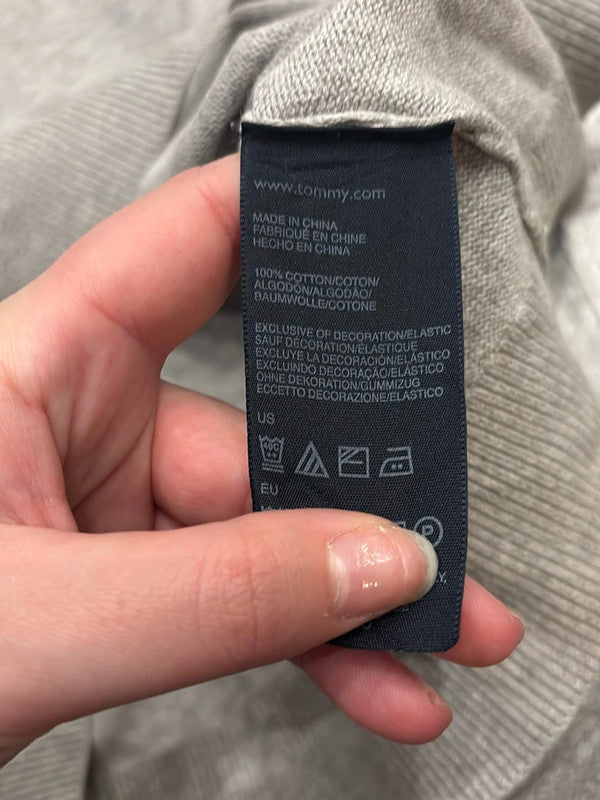 www.tommy.com
MADE IN CHINA
FABRIQUÉ EN CHINE
HECHO EN CHINA
100% COTTON/COTON/
ALGODÓN/ALGODÃO/
BAUMWOLLE/COTONE
EXCLUSIVE OF DECORATION/ELASTIC
SAUF DÉCORATION/ÉLASTIQUE
EXCLUYE LA DECORACIÓN/ELÁSTICO
EXCLUINDO DECORAÇÃO/ELÁSTICO
OHNE DEKORATION/GUMMIZUG
ECCETTO DECORAZIONE/ELASTICO
US
40C
EU
P